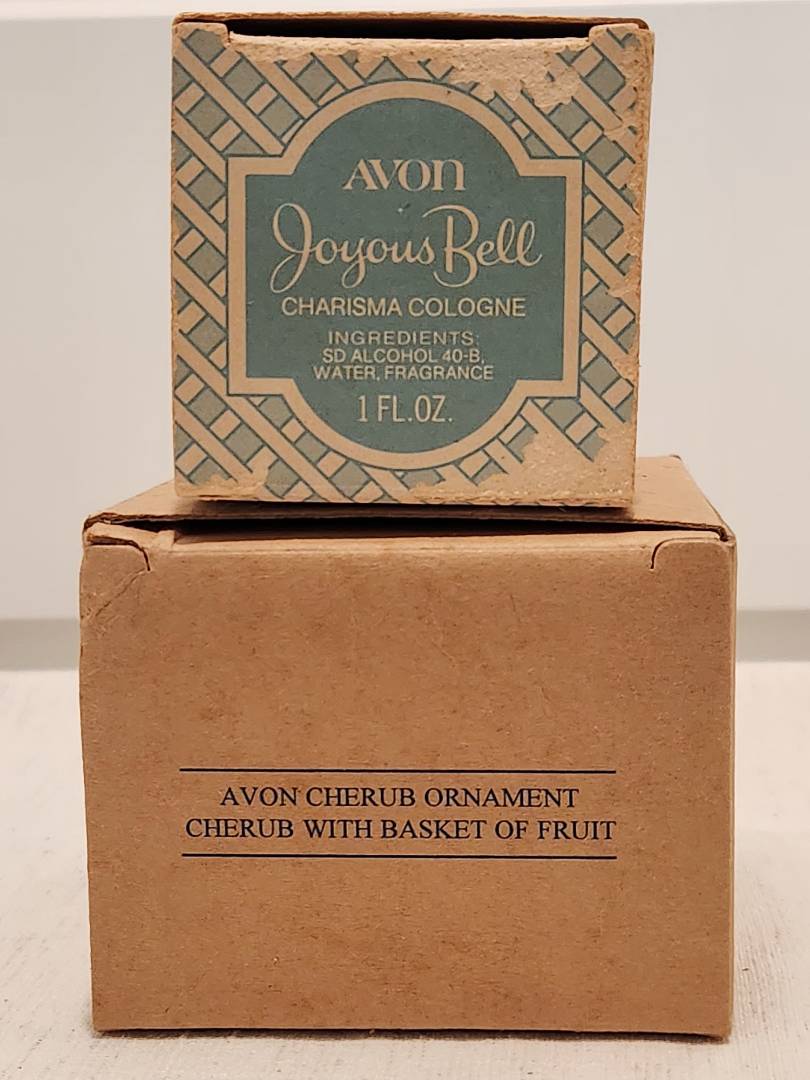 AVON
Joyous Bell
CHARISMA COLOGNE
INGREDIENTS:
SD ALCOHOL 40-B,
WATER, FRAGRANCE
1 FL.OZ.
AVON CHERUB ORNAMENT
CHERUB WITH BASKET OF FRUIT